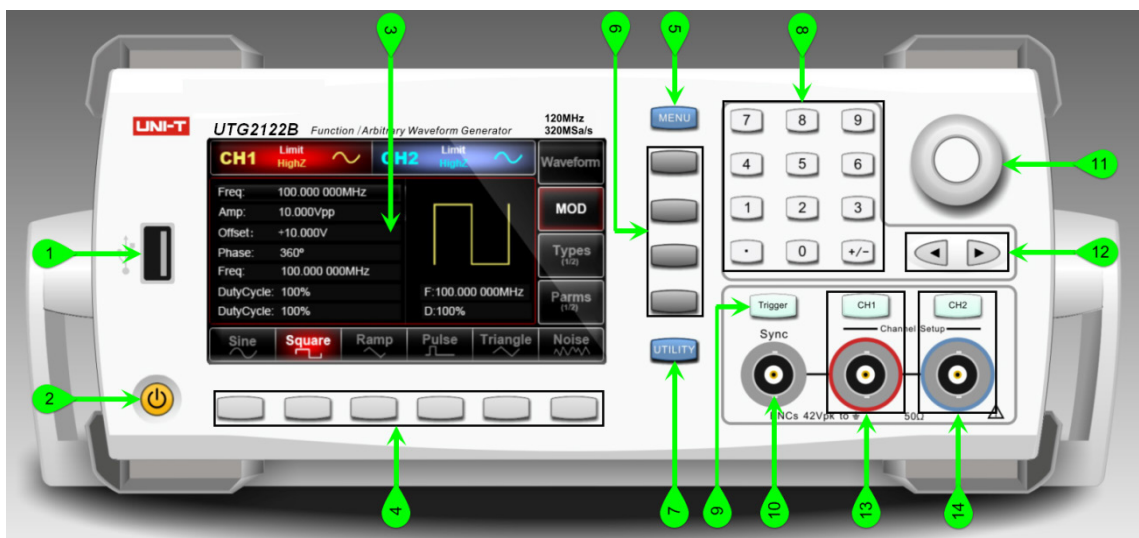 3
6
5
8
UNI-T
UTG2122B Function / Arbitrary Waveform Generator
120MHz
320MSa/s
MENU
7 8 9
CH1 Limit HighZ
CH2 Limit HighZ
Waveform
4 5 6
11
Freq: 100.000 000MHz
Amp: 10.000Vpp
MOD
1 2 3
Offset: +10.000V
1
Phase: 360º
Types
(1/2)
. 0 +/-
12
Freq: 100.000 000MHz
DutyCycle: 100%
F:100.000 000MHz
Parms
(1/2)
DutyCycle: 100%
D:100%
Trigger
CH1
CH2
Channel Setup
Sync
Sine Square Ramp Pulse Triangle Noise
UTILITY
2
BNCs 42Vpk to
50Ω
4
7
9
10
13
14